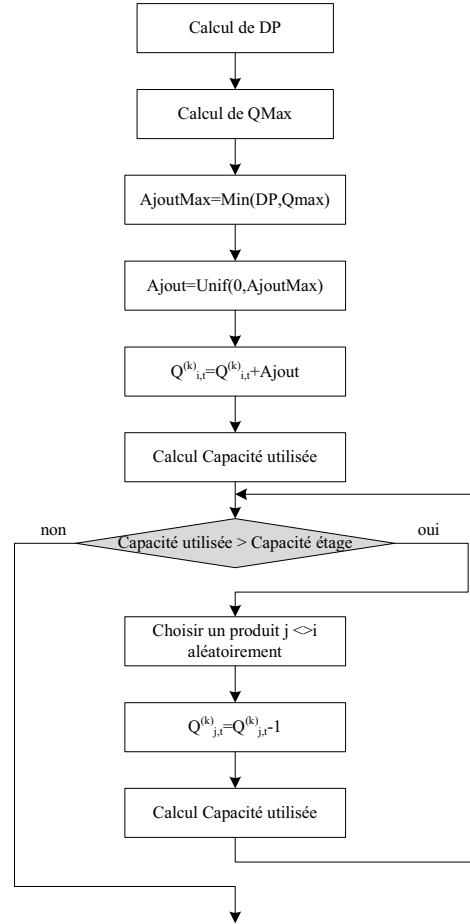 Calcul de DP
Calcul de QMax
AjoutMax=Min(DP,Qmax)
Ajout=Unif(0,AjoutMax)
Q^{(k)}_{i,t}=Q^{(k)}_{i,t}+Ajout
Calcul Capacité utilisée
non
Capacité utilisée > Capacité étage
oui
Choisir un produit j <>i
aléatoirement
Q^{(k)}_{j,t}=Q^{(k)}_{j,t}-1
Calcul Capacité utilisée